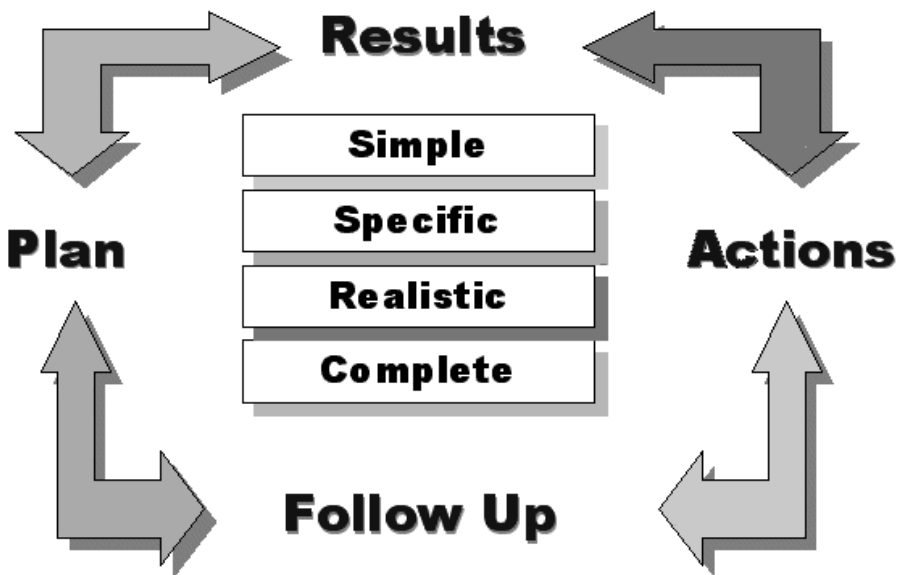 Results
Simple
Specific
Plan
Actions
Realistic
Complete
Follow Up